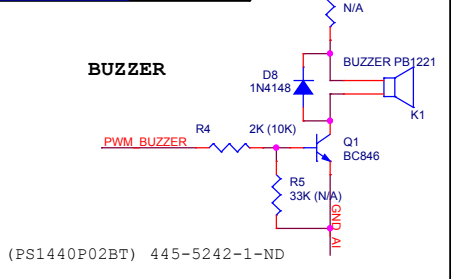 N/A
BUZZER
BUZZER PB1221
D8
1N4148
K1
PWM_BUZZER
R4
2K (10K)
Q1
BC846
R5
33K (N/A)
GND_AI
(PS1440P02BT) 445-5242-1-ND